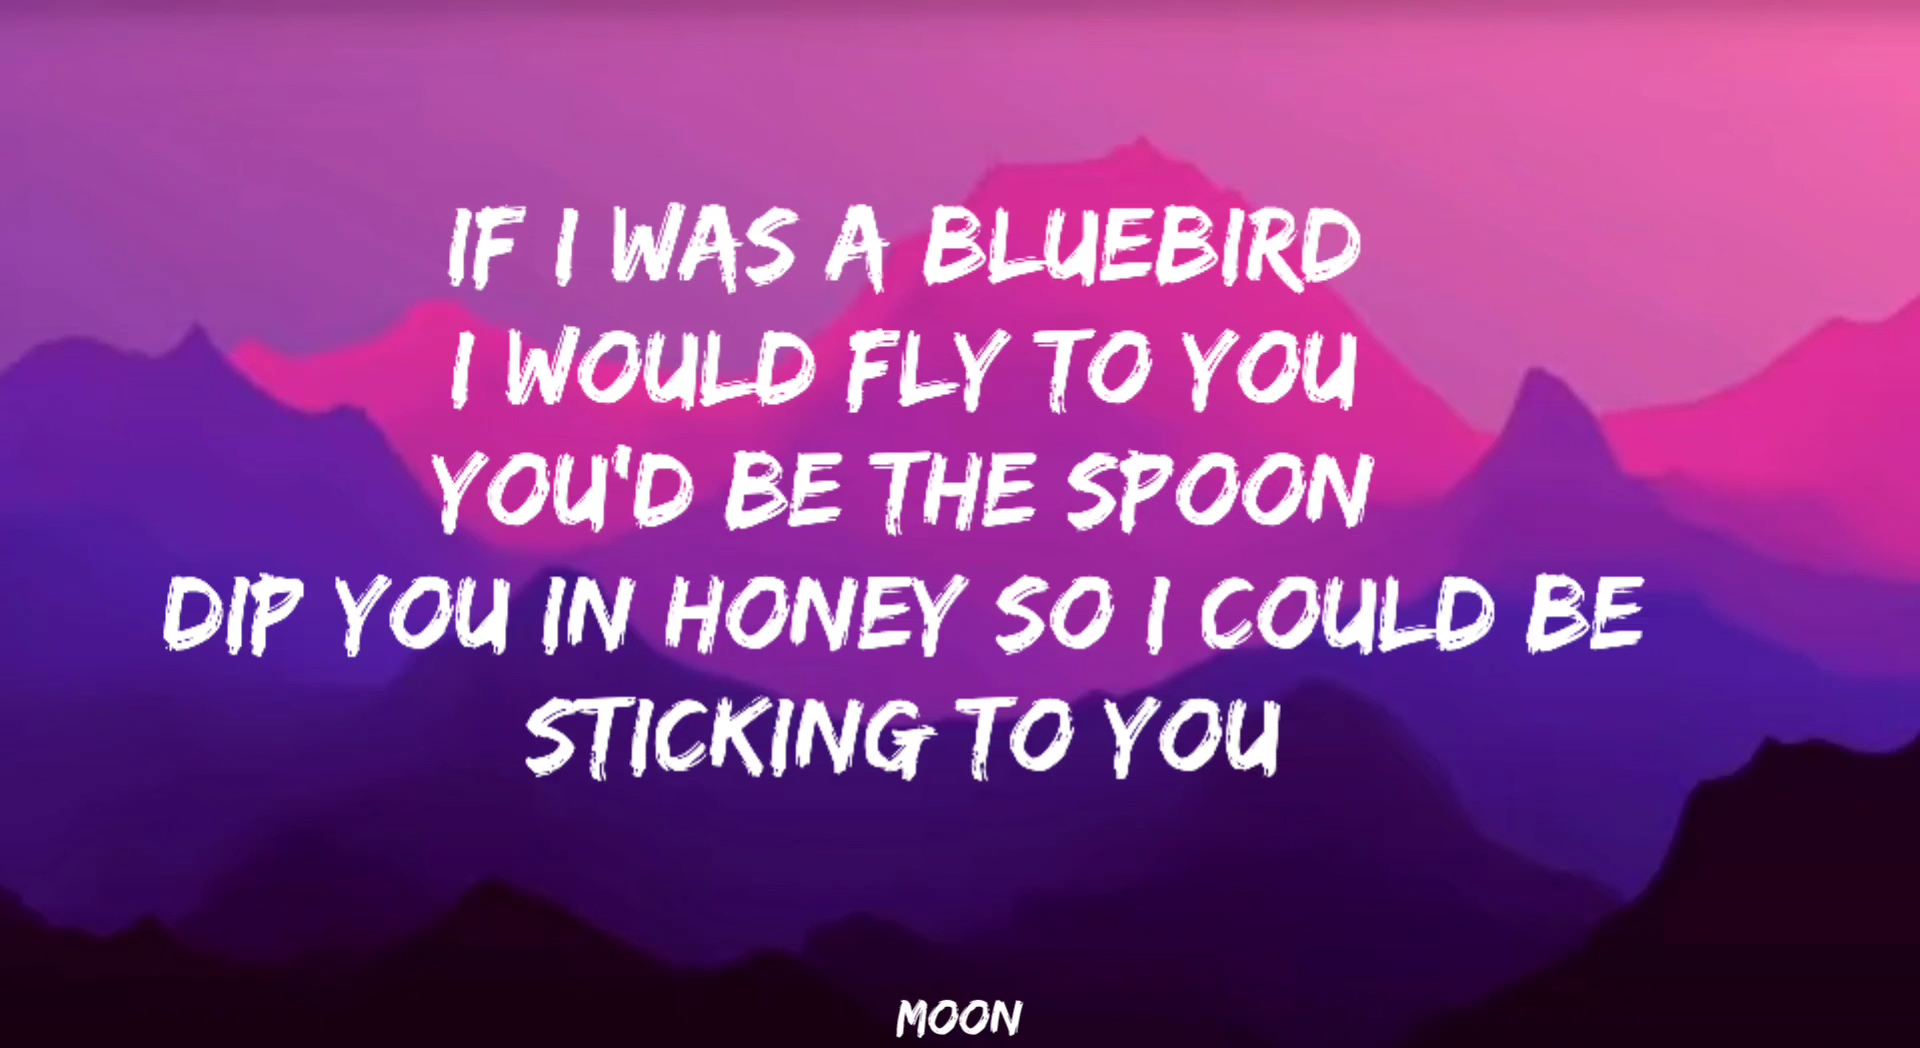 IF I WAS A BLUEBIRD
I WOULD FLY TO YOU
YOU'D BE THE SPOON
DIP YOU IN HONEY SO I COULD BE
STICKING TO YOU
MOON